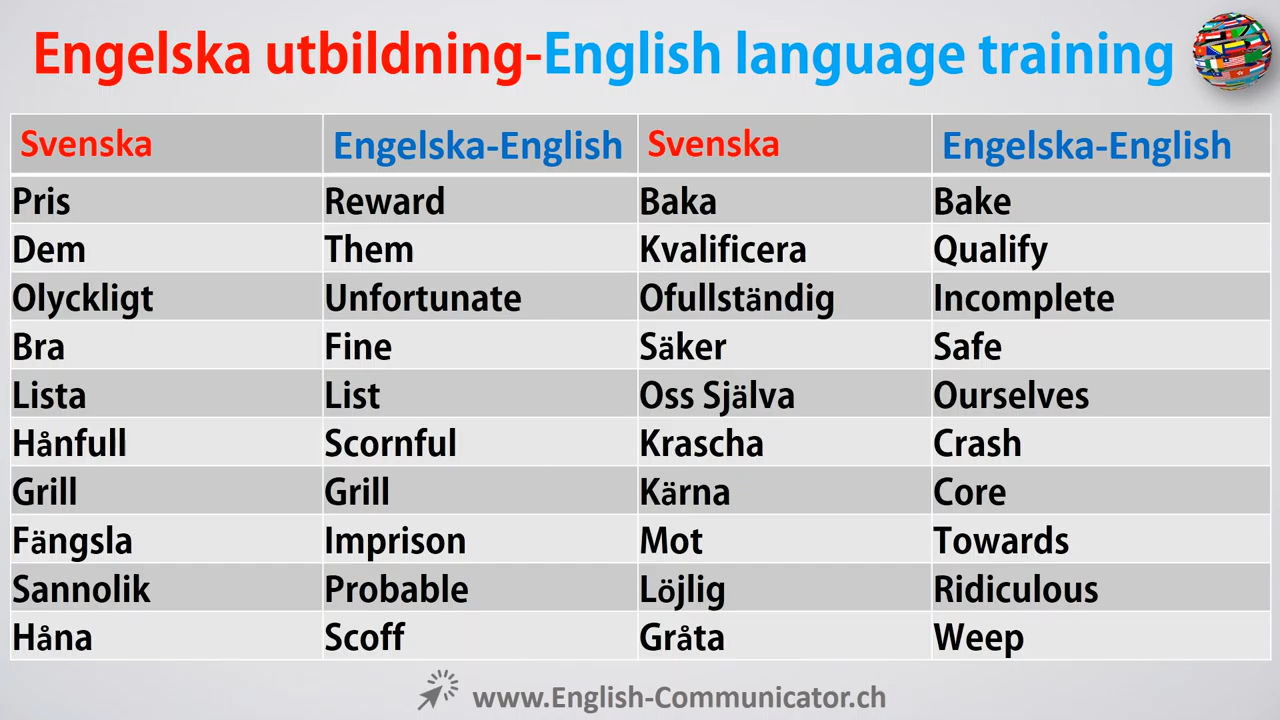 Engelska utbildning-English language training
Svenska Engelska-English Svenska Engelska-English
Pris Reward Baka Bake
Dem Them Kvalificera Qualify
Olyckligt Unfortunate Ofullständig Incomplete
Bra Fine Säker Safe
Lista List Oss Själva Ourselves
Hånfull Scornful Krascha Crash
Grill Grill Kärna Core
Fängsla Imprison Mot Towards
Sannolik Probable Löjlig Ridiculous
Håna Scoff Gråta Weep
www.English-Communicator.ch